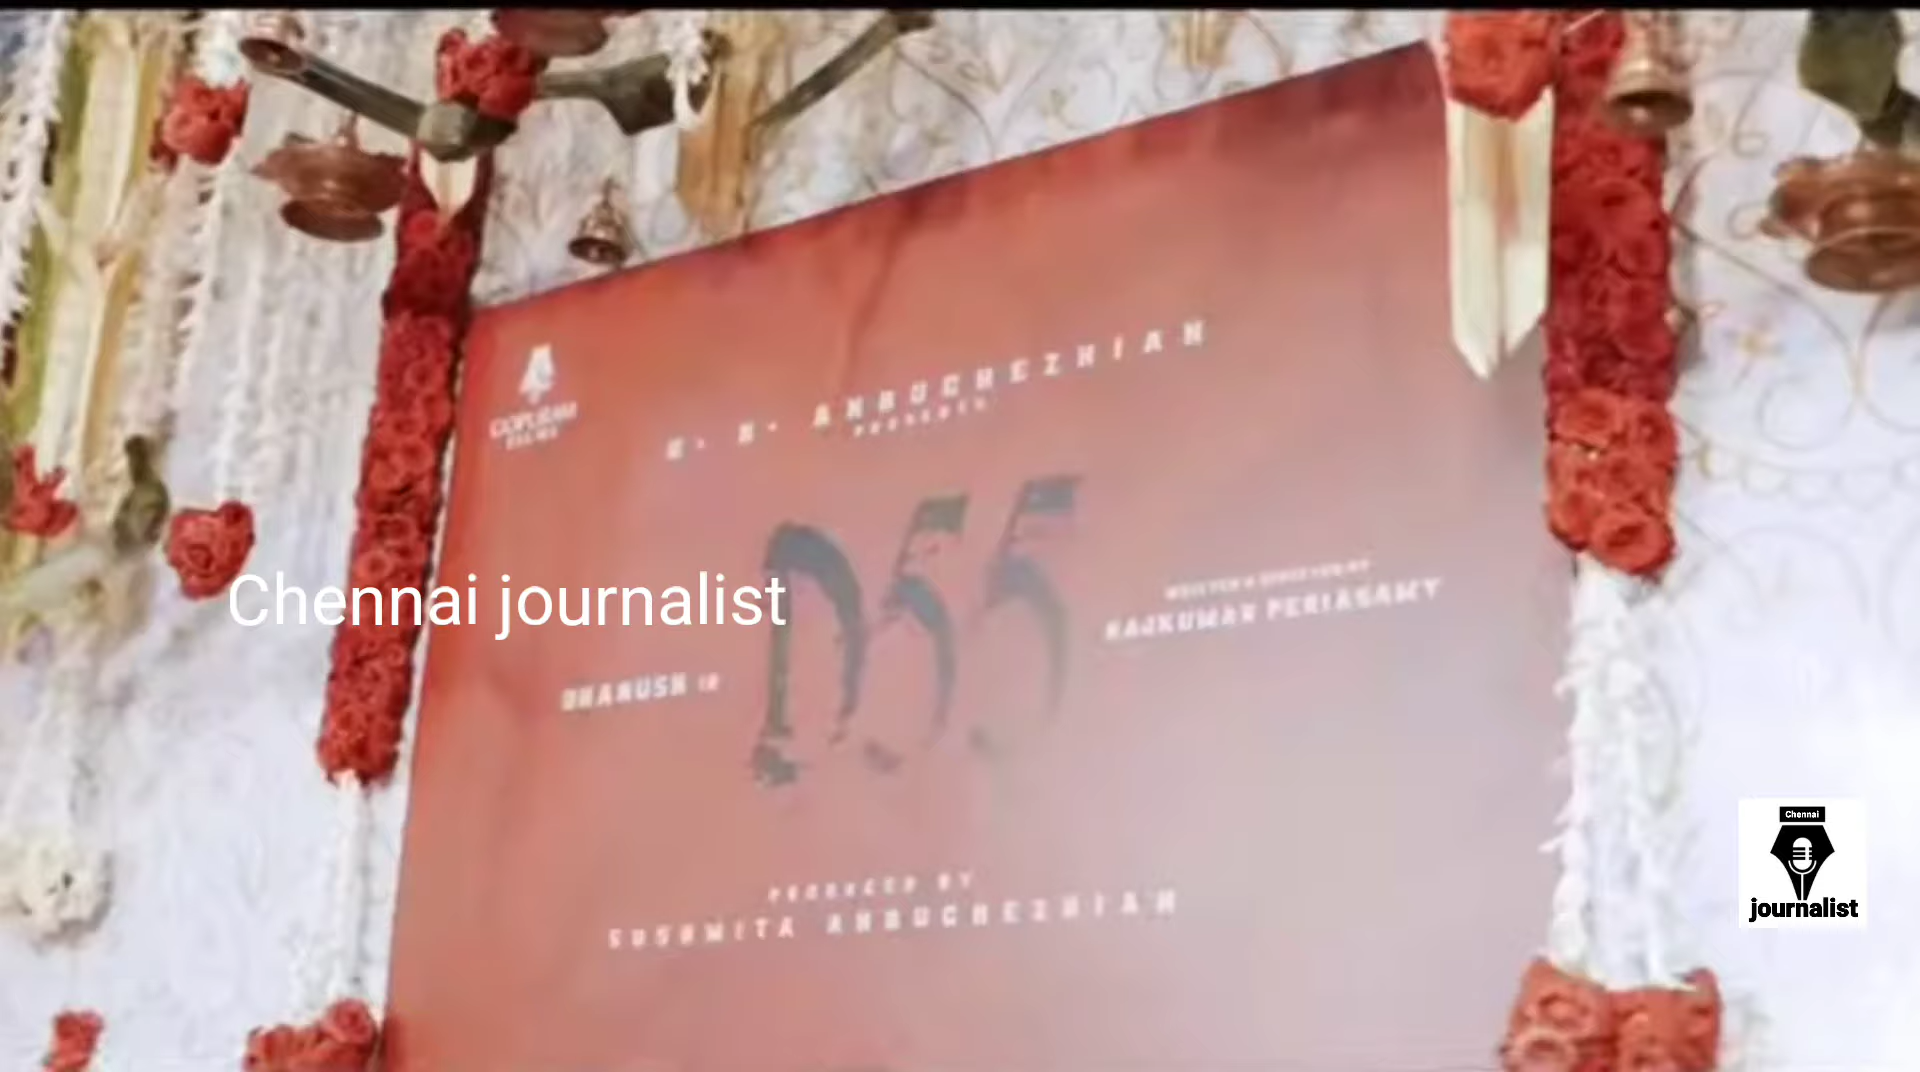 GOPURAM
FILMS
G. N. ANBUCHEZHIAN
PRESENTS
D55
WRITTEN & DIRECTED BY
RAJKUMAR PERIASAMY
Chennai journalist
DHANUSH IN
PRODUCED BY
SUSHMITA ANBUCHEZHIAN
Chennai
journalist